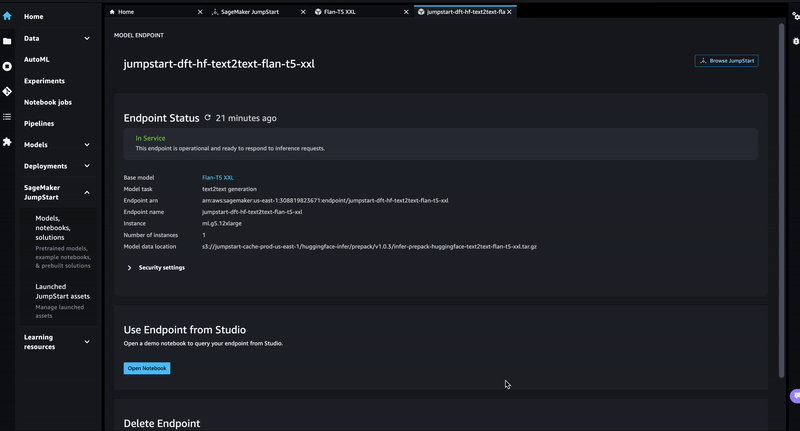 Home
SageMaker JumpStart
Flan-T5 XXL
jumpstart-dft-hf-text2text-fla
Home
Data
AutoML
Experiments
Notebook jobs
Pipelines
Models
Deployments
SageMaker
JumpStart
Models,
notebooks,
solutions
Pretrained models,
example notebooks,
& prebuilt solutions
Launched
JumpStart assets
Manage launched
assets
Learning
resources
MODEL ENDPOINT
jumpstart-dft-hf-text2text-flan-t5-xxl
Browse JumpStart
Endpoint Status 21 minutes ago
In Service
This endpoint is operational and ready to respond to inference requests.
Base model Flan-T5 XXL
Model task text2text generation
Endpoint arn arn:aws:sagemaker:us-east-1:308819823671:endpoint/jumpstart-dft-hf-text2text-flan-t5-xxl
Endpoint name jumpstart-dft-hf-text2text-flan-t5-xxl
Instance ml.g5.12xlarge
Number of instances 1
Model data location s3://jumpstart-cache-prod-us-east-1/huggingface-infer/prepack/v1.0.3/infer-prepack-huggingface-text2text-flan-t5-xxl.tar.gz
Security settings
Use Endpoint from Studio
Open a demo notebook to query your endpoint from Studio.
Open Notebook
Delete Endpoint